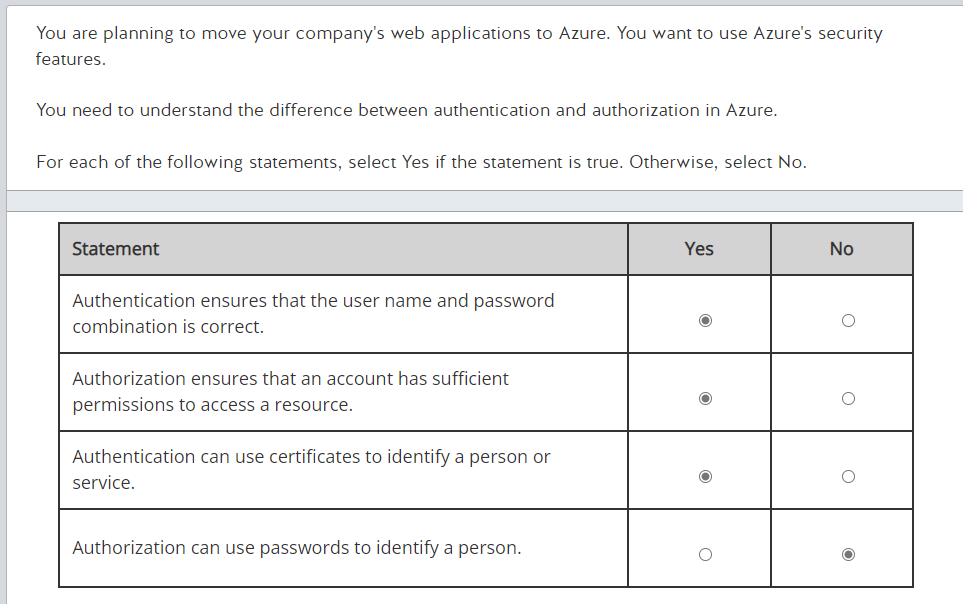 You are planning to move your company's web applications to Azure. You want to use Azure's security
features.
You need to understand the difference between authentication and authorization in Azure.
For each of the following statements, select Yes if the statement is true. Otherwise, select No.
Statement Yes No
Authentication ensures that the user name and password
combination is correct.
Authorization ensures that an account has sufficient
permissions to access a resource.
Authentication can use certificates to identify a person or
service.
Authorization can use passwords to identify a person.